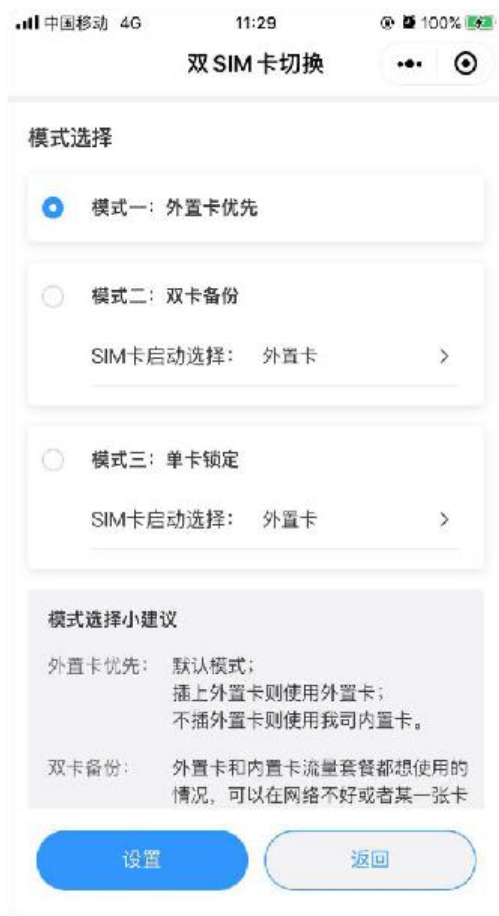 中国移动 4G 11:29 100%
双 SIM 卡切换
模式选择
模式一：外置卡优先
模式二：双卡备份
SIM卡启动选择： 外置卡
模式三：单卡锁定
SIM卡启动选择： 外置卡
模式选择小建议
外置卡优先： 默认模式；
插上外置卡则使用外置卡；
不插外置卡则使用我司内置卡。
双卡备份： 外置卡和内置卡流量套餐都想使用的
情况，可以在网络不好或者某一张卡
设置 返回